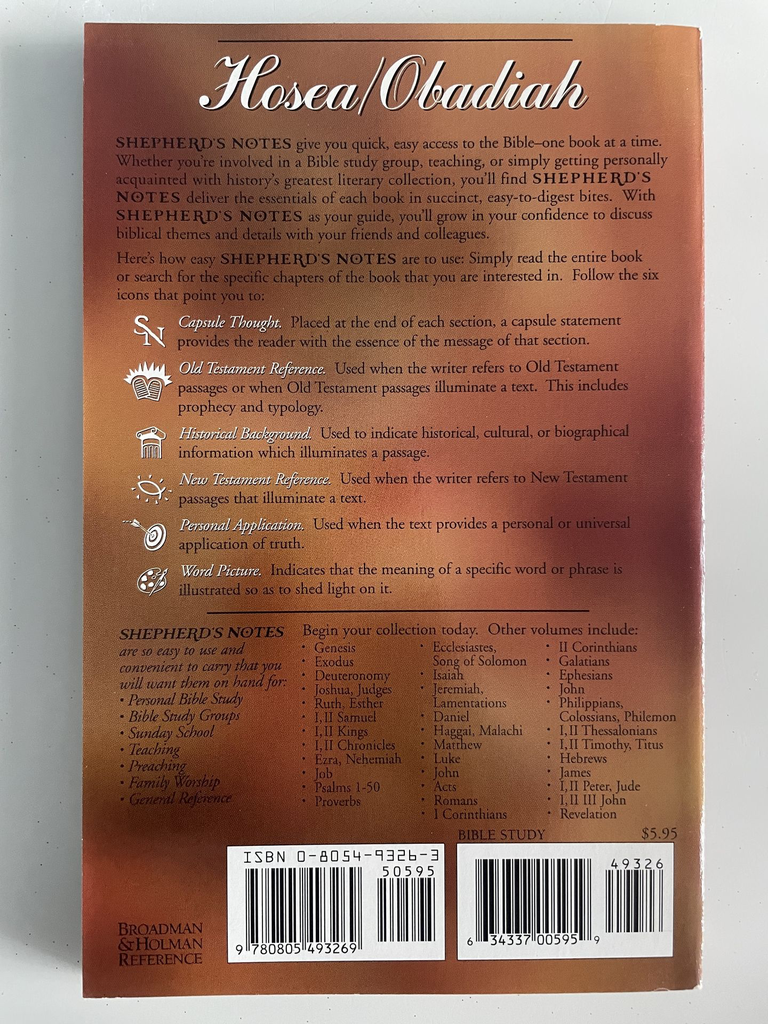 Hosea/Obadiah
SHEPHERD'S NOTES give you quick, easy access to the Bible–one book at a time.
Whether you're involved in a Bible study group, teaching, or simply getting personally
acquainted with history's greatest literary collection, you'll find SHEPHERD'S
NOTES deliver the essentials of each book in succinct, easy-to-digest bites. With
SHEPHERD'S NOTES as your guide, you'll grow in your confidence to discuss
biblical themes and details with your friends and colleagues.
Here's how easy SHEPHERD'S NOTES are to use: Simply read the entire book
or search for the specific chapters of the book that you are interested in. Follow the six
icons that point you to:
SN
Capsule Thought. Placed at the end of each section, a capsule statement
provides the reader with the essence of the message of that section.
Old Testament Reference. Used when the writer refers to Old Testament
passages or when Old Testament passages illuminate a text. This includes
prophecy and typology.
Historical Background. Used to indicate historical, cultural, or biographical
information which illuminates a passage.
New Testament Reference. Used when the writer refers to New Testament
passages that illuminate a text.
Personal Application. Used when the text provides a personal or universal
application of truth.
Word Picture. Indicates that the meaning of a specific word or phrase is
illustrated so as to shed light on it.
SHEPHERD'S NOTES
are so easy to use and
convenient to carry that you
will want them on hand for:
• Personal Bible Study
• Bible Study Groups
• Sunday School
• Teaching
• Preaching
• Family Worship
• General Reference
Begin your collection today. Other volumes include:
• Genesis
• Exodus
• Deuteronomy
• Joshua, Judges
• Ruth, Esther
• I,II Samuel
• I,II Kings
• I,II Chronicles
• Ezra, Nehemiah
• Job
• Psalms 1-50
• Proverbs
• Ecclesiastes,
Song of Solomon
• Isaiah
• Jeremiah,
Lamentations
• Daniel
• Haggai, Malachi
• Matthew
• Luke
• John
• Acts
• Romans
• I Corinthians
• II Corinthians
• Galatians
• Ephesians
• John
• Philippians,
Colossians, Philemon
• I,II Thessalonians
• I,II Timothy, Titus
• Hebrews
• James
• I,II Peter, Jude
• I,II III John
• Revelation
BIBLE STUDY $5.95
ISBN 0-8054-9326-3
50595
9 780805 493269
49326
6 34337 00595 9
BROADMAN
&HOLMAN
REFERENCE